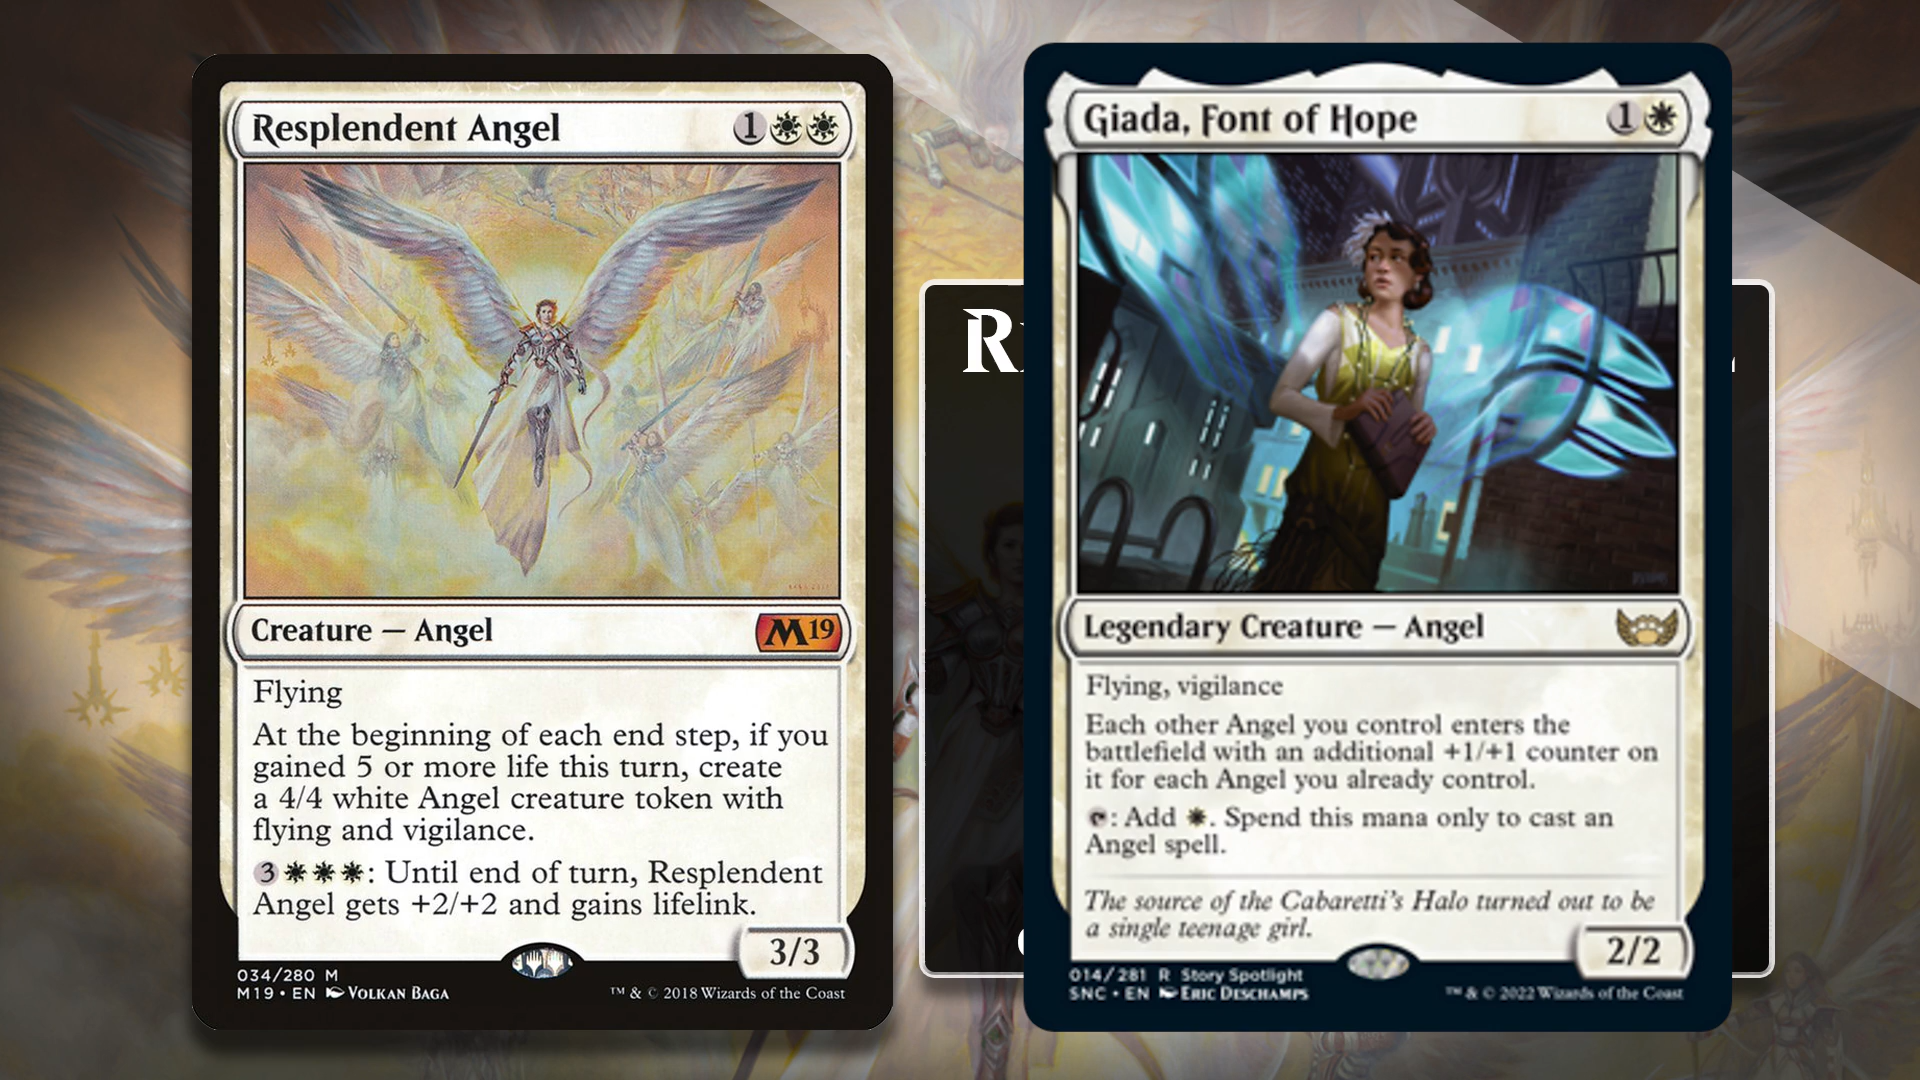 Resplendent Angel 1
Creature — Angel M19
Flying
At the beginning of each end step, if you
gained 5 or more life this turn, create
a 4/4 white Angel creature token with
flying and vigilance.
3 : Until end of turn, Resplendent
Angel gets +2/+2 and gains lifelink.
3/3
034/280 M
M19 • EN VOLKAN BAGA
™ & © 2018 Wizards of the Coast
Giada, Font of Hope 1
Legendary Creature — Angel
Flying, vigilance
Each other Angel you control enters the
battlefield with an additional +1/+1 counter on
it for each Angel you already control.
: Add . Spend this mana only to cast an
Angel spell.
The source of the Cabaretti's Halo turned out to be
a single teenage girl.
2/2
014/281 R Story Spotlight
SNC • EN ERIC DESCHAMPS
™ & © 2022 Wizards of the Coast